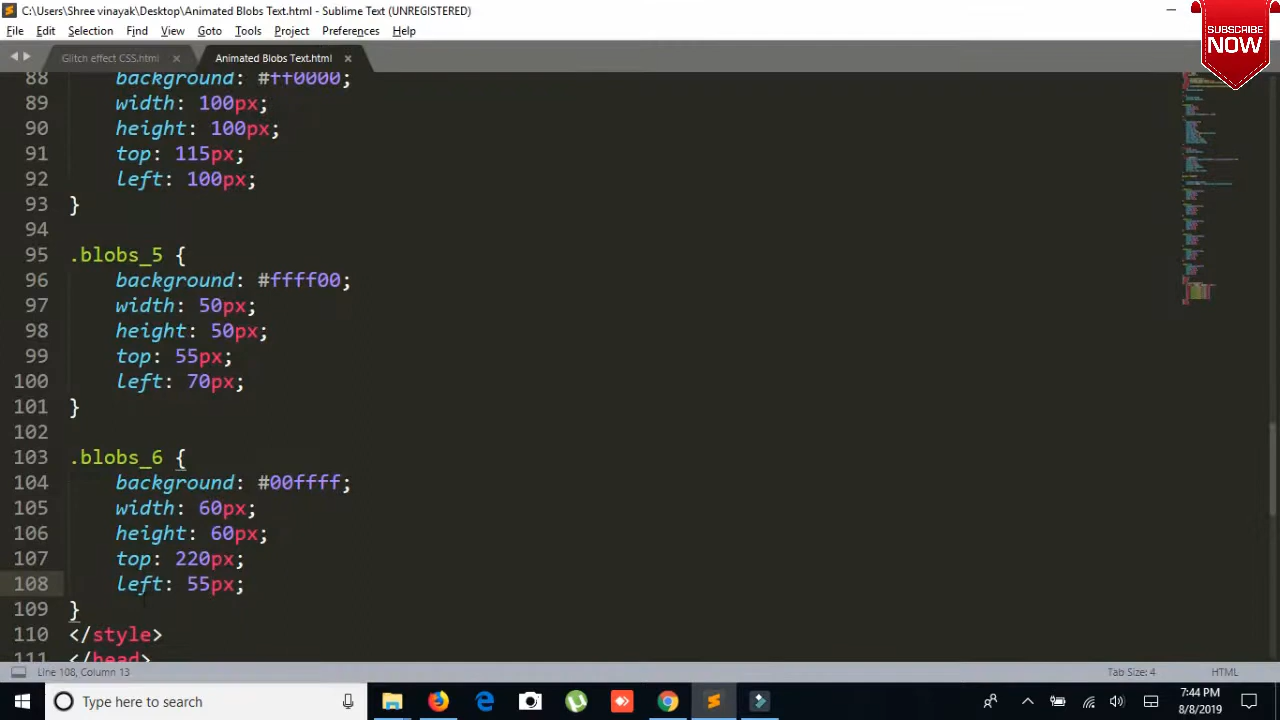 C:\Users\Shree vinayak\Desktop\Animated Blobs Text.html - Sublime Text (UNREGISTERED)
File Edit Selection Find View Goto Tools Project Preferences Help
SUBSCRIBE
NOW
Glitch effect CSS.html × Animated Blobs Text.html ×
88 background: #ff0000;
89 width: 100px;
90 height: 100px;
91 top: 115px;
92 left: 100px;
93 }
94
95 .blobs_5 {
96 background: #ffff00;
97 width: 50px;
98 height: 50px;
99 top: 55px;
100 left: 70px;
101 }
102
103 .blobs_6 {
104 background: #00ffff;
105 width: 60px;
106 height: 60px;
107 top: 220px;
108 left: 55px;
109 }
110 </style>
111 </head>
Line 108, Column 13 Tab Size: 4 HTML
Type here to search
7:44 PM
8/8/2019